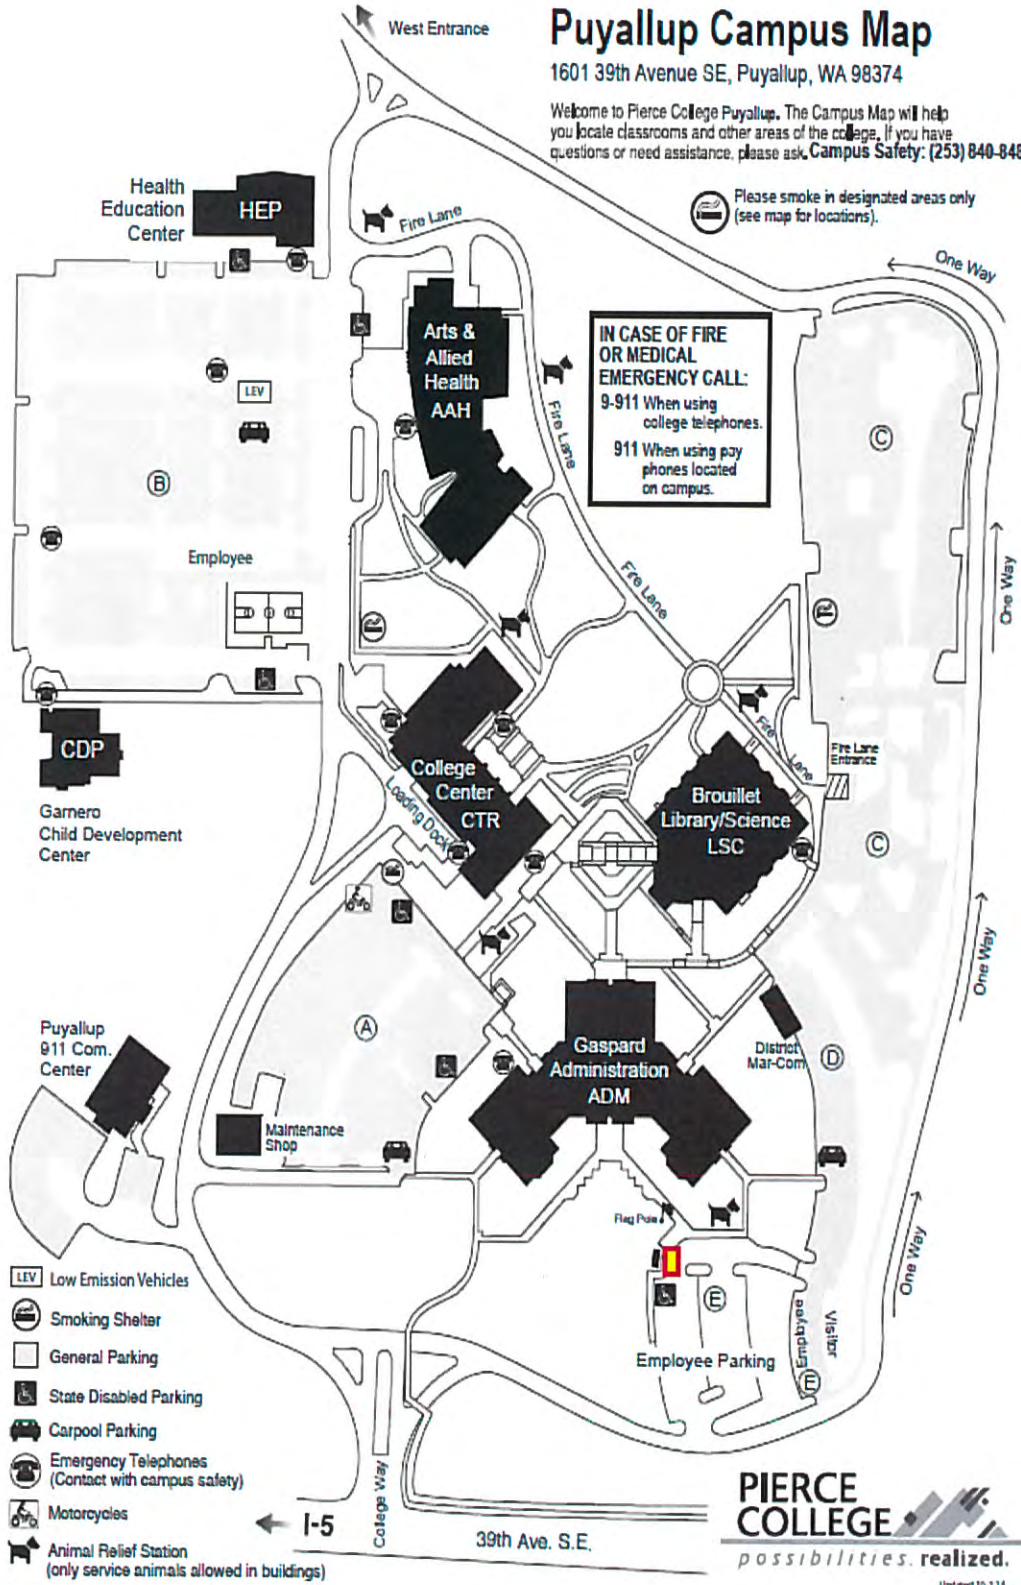 West Entrance
Puyallup Campus Map
1601 39th Avenue SE, Puyallup, WA 98374
Welcome to Pierce College Puyallup. The Campus Map will help
you locate classrooms and other areas of the college. If you have
questions or need assistance, please ask. Campus Safety: (253) 840-848
Please smoke in designated areas only
(see map for locations).
Health
Education
Center
HEP
Fire Lane
One Way
Arts &
Allied
Health
AAH
IN CASE OF FIRE
OR MEDICAL
EMERGENCY CALL:
9-911 When using
college telephones.
911 When using pay
phones located
on campus.
LEV
Fire Lane
C
B
Employee
Fire Lane
One Way
CDP
Garnero
Child Development
Center
College
Center
CTR
Loading Dock
Fire
Lane
Fire Lane
Entrance
Brouillet
Library/Science
LSC
C
One Way
A
Puyallup
911 Com.
Center
Gaspard
Administration
ADM
District
Mar-Com
D
Maintenance
Shop
Flag Pole
One Way
E
Employee
Visitor
Employee Parking
E
LEV Low Emission Vehicles
Smoking Shelter
General Parking
State Disabled Parking
Carpool Parking
Emergency Telephones
(Contact with campus safety)
Motorcycles
Animal Relief Station
(only service animals allowed in buildings)
I-5
College Way
39th Ave. S.E.
PIERCE
COLLEGE
possibilities. realized.